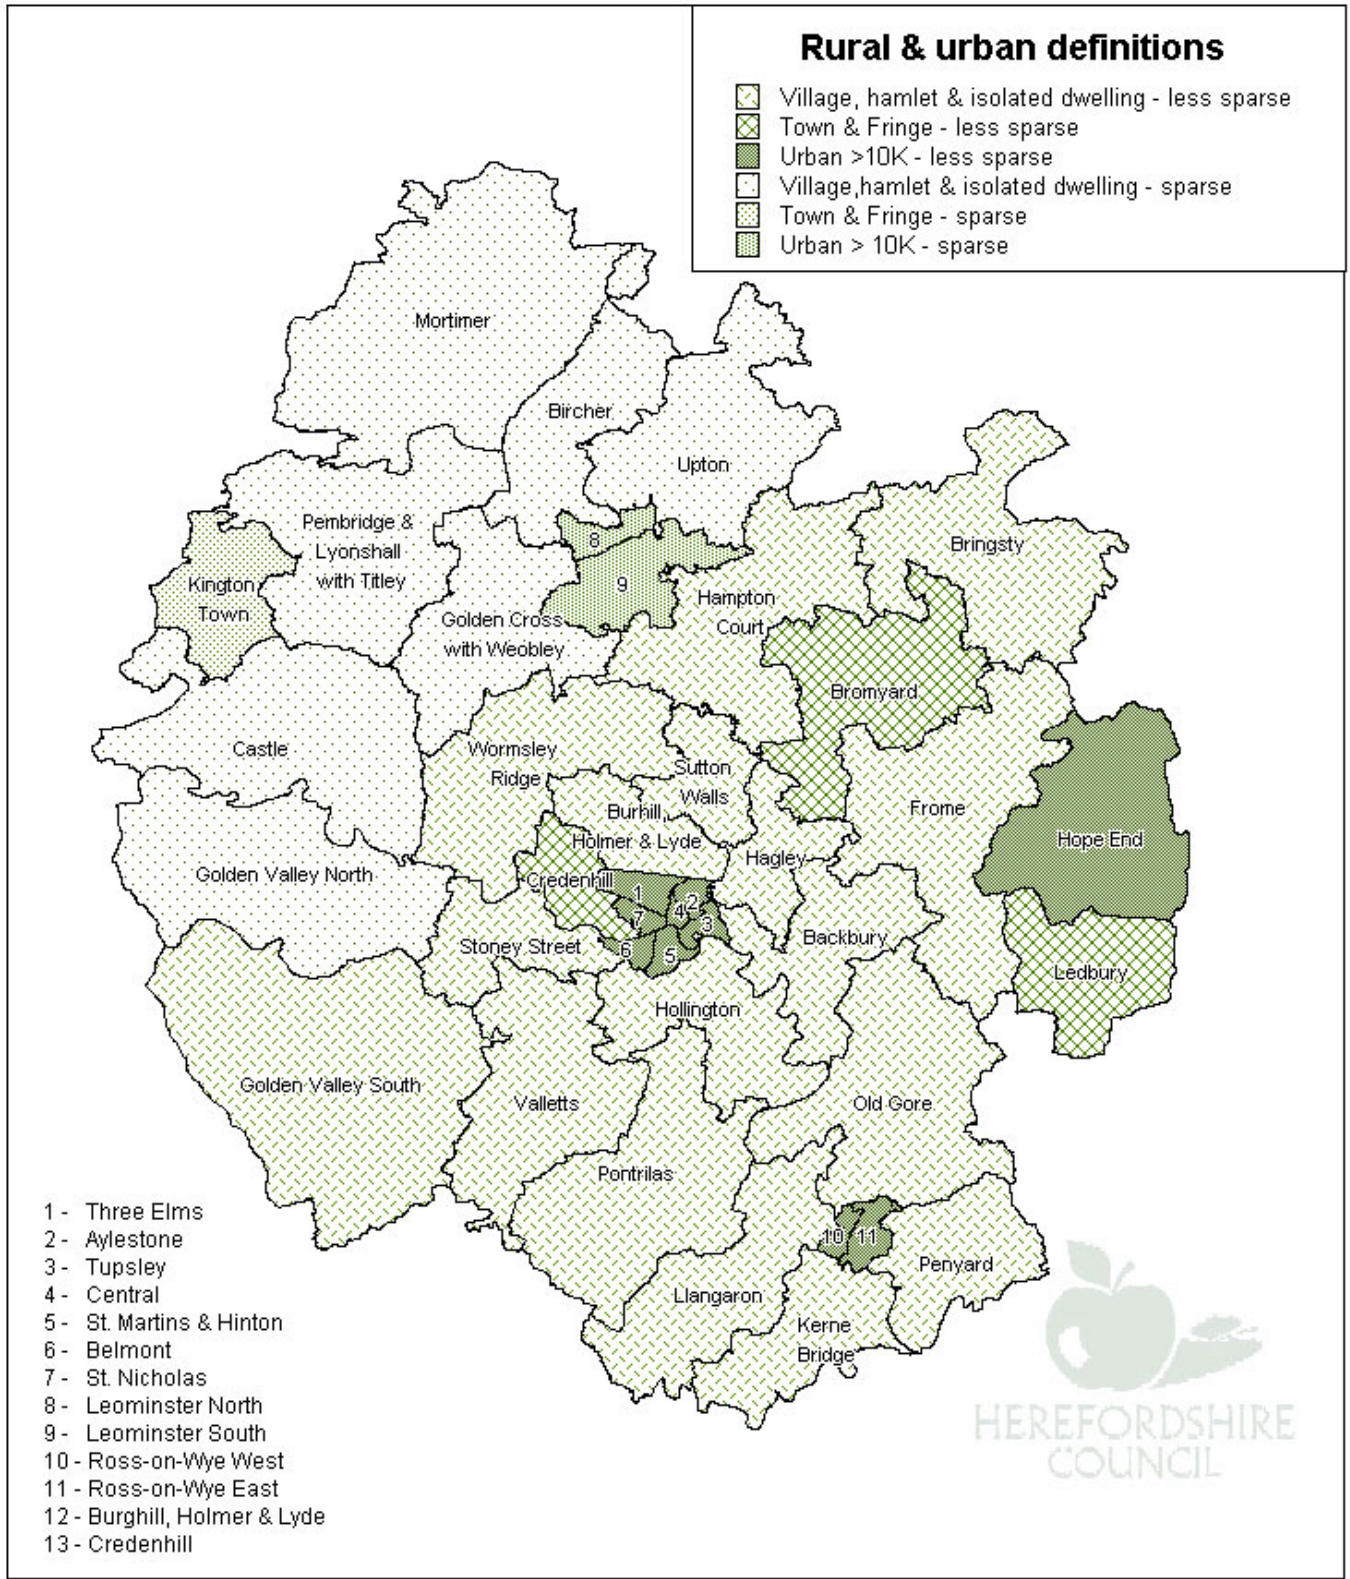 Rural & urban definitions
Village, hamlet & isolated dwelling - less sparse
Town & Fringe - less sparse
Urban >10K - less sparse
Village,hamlet & isolated dwelling - sparse
Town & Fringe - sparse
Urban > 10K - sparse
Mortimer
Bircher
Upton
Pembridge &
Lyonshall
with Titley
Kington
Town
8
9
Bringsty
Hampton
Court
Golden Cross
with Weobley
Bromyard
Castle
Wormsley
Ridge
Sutton
Walls
Burhill,
Holmer & Lyde
Frome
Hope End
Hagley
Golden Valley North
Credenhill
1
2
4
3
7
6
5
Stoney Street
Backbury
Ledbury
Hollington
Golden Valley South
Valletts
Old Gore
Pontrilas
10
11
Penyard
Llangaron
Kerne
Bridge
1 - Three Elms
2 - Aylestone
3 - Tupsley
4 - Central
5 - St. Martins & Hinton
6 - Belmont
7 - St. Nicholas
8 - Leominster North
9 - Leominster South
10 - Ross-on-Wye West
11 - Ross-on-Wye East
12 - Burghill, Holmer & Lyde
13 - Credenhill
HEREFORDSHIRE
COUNCIL